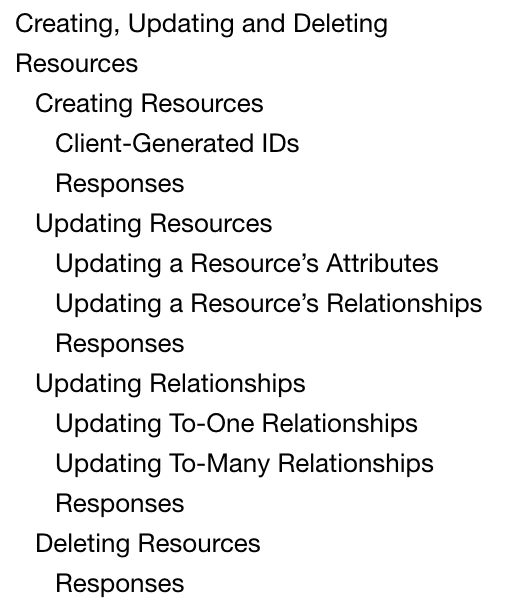 Creating, Updating and Deleting
Resources
Creating Resources
Client-Generated IDs
Responses
Updating Resources
Updating a Resource’s Attributes
Updating a Resource’s Relationships
Responses
Updating Relationships
Updating To-One Relationships
Updating To-Many Relationships
Responses
Deleting Resources
Responses